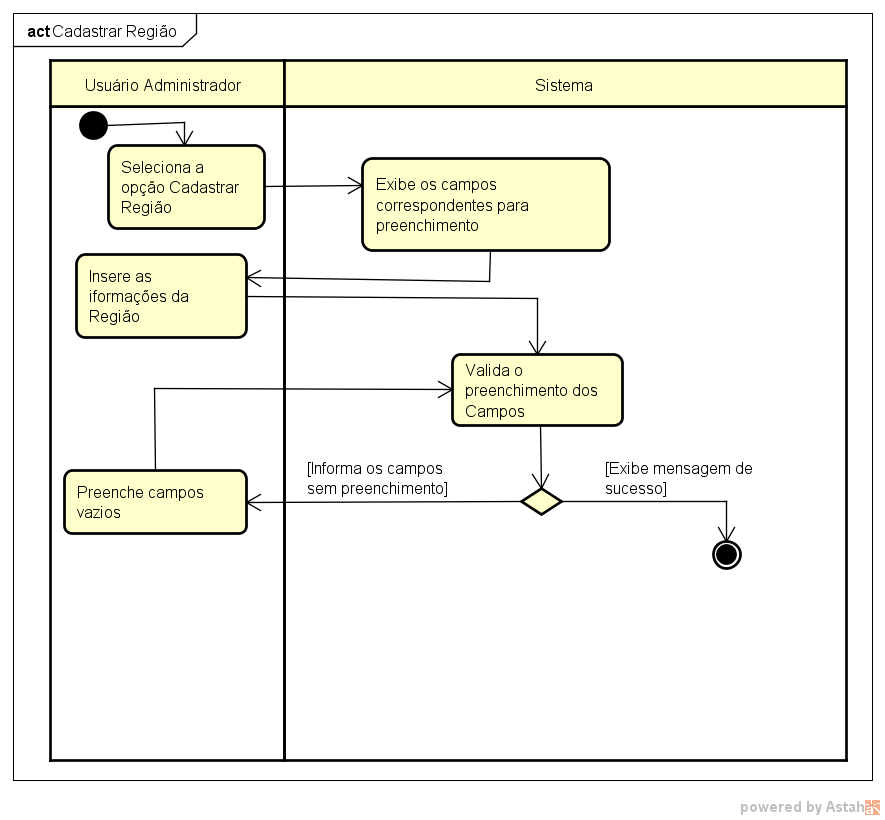 act Cadastrar Região
Usuário Administrador
Sistema
Seleciona a
opção Cadastrar
Região
Exibe os campos
correspondentes para
preenchimento
Insere as
iformações da
Região
Valida o
preenchimento dos
Campos
[Informa os campos
sem preenchimento]
[Exibe mensagem de
sucesso]
Preenche campos
vazios
powered by Astah